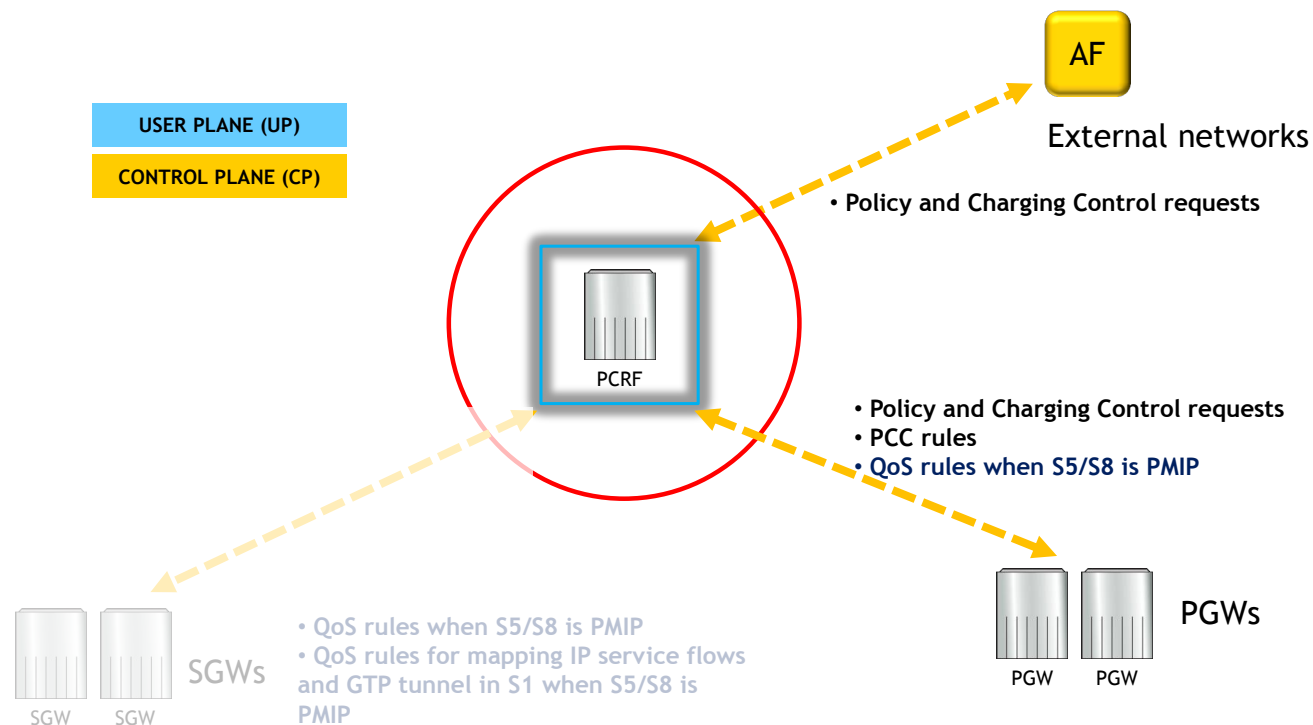 AF
External networks
USER PLANE (UP)
CONTROL PLANE (CP)
• Policy and Charging Control requests
PCRF
• Policy and Charging Control requests
• PCC rules
• QoS rules when S5/S8 is PMIP
PGWs
PGW PGW
SGWs
SGW SGW
• QoS rules when S5/S8 is PMIP
• QoS rules for mapping IP service flows
and GTP tunnel in S1 when S5/S8 is
PMIP